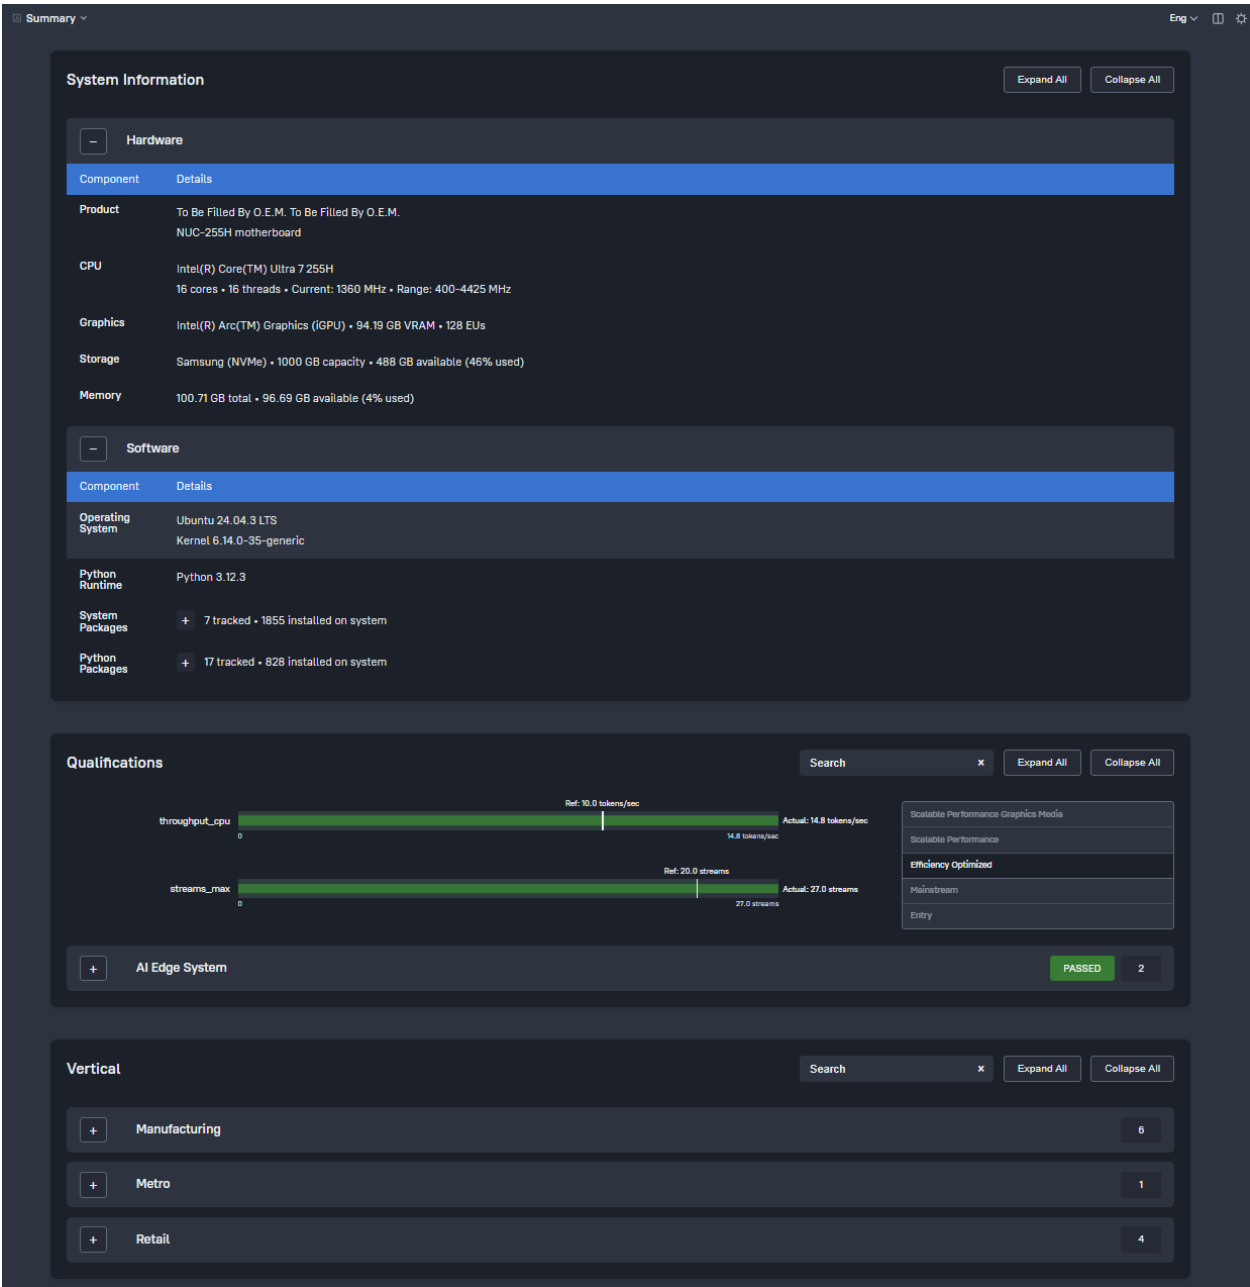 Summary
Eng
System Information
Expand All
Collapse All
Hardware
Component Details
Product To Be Filled By O.E.M. To Be Filled By O.E.M.
NUC-255H motherboard
CPU Intel(R) Core(TM) Ultra 7 255H
16 cores • 16 threads • Current: 1360 MHz • Range: 400-4425 MHz
Graphics Intel(R) Arc(TM) Graphics (iGPU) • 94.19 GB VRAM • 128 EUs
Storage Samsung (NVMe) • 1000 GB capacity • 488 GB available (46% used)
Memory 100.71 GB total • 96.69 GB available (4% used)
Software
Component Details
Operating System Ubuntu 24.04.3 LTS
Kernel 6.14.0-35-generic
Python Runtime Python 3.12.3
System Packages + 7 tracked • 1855 installed on system
Python Packages + 17 tracked • 828 installed on system
Qualifications
Search x
Expand All
Collapse All
Ref: 10.0 tokens/sec
throughput_cpu Actual: 14.8 tokens/sec
0 14.8 tokens/sec
Ref: 20.0 streams
streams_max Actual: 27.0 streams
0 27.0 streams
Scalable Performance Graphics Media
Scalable Performance
Efficiency Optimized
Mainstream
Entry
+ AI Edge System PASSED 2
Vertical
Search x
Expand All
Collapse All
+ Manufacturing 6
+ Metro 1
+ Retail 4